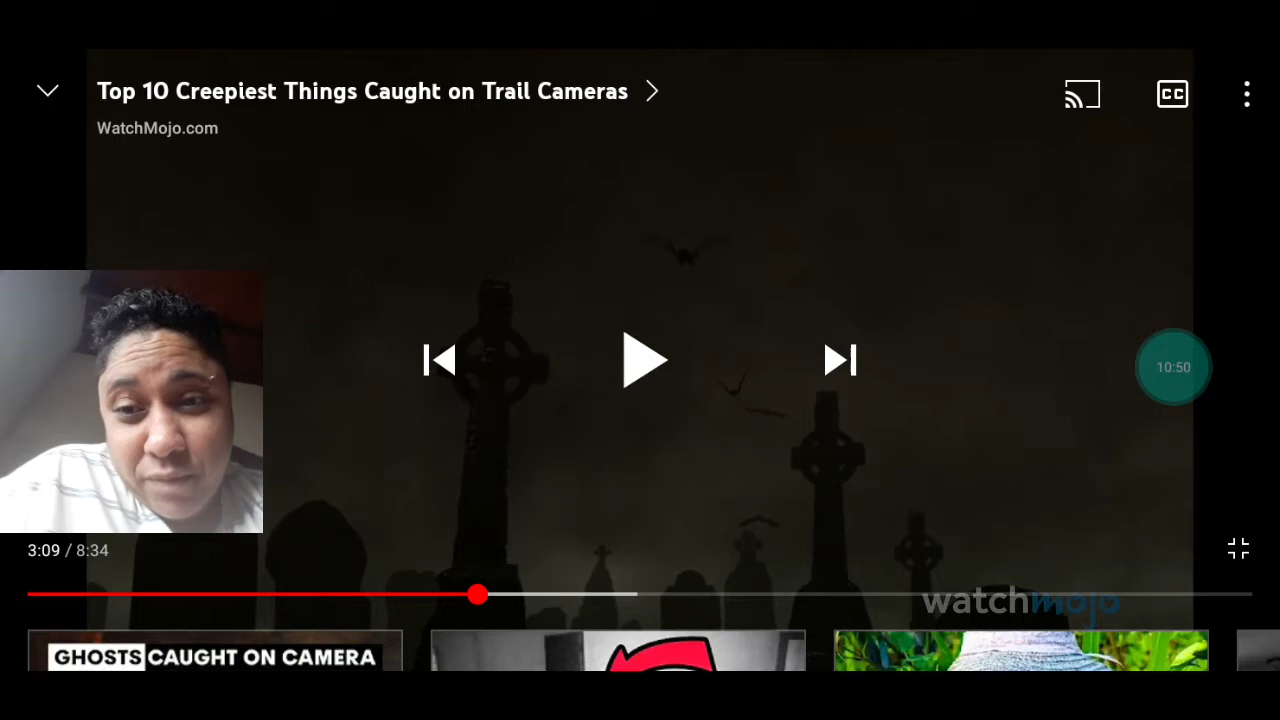 Top 10 Creepiest Things Caught on Trail Cameras
WatchMojo.com
CC
10:50
3:09 / 8:34
watchmojo
GHOSTS CAUGHT ON CAMERA